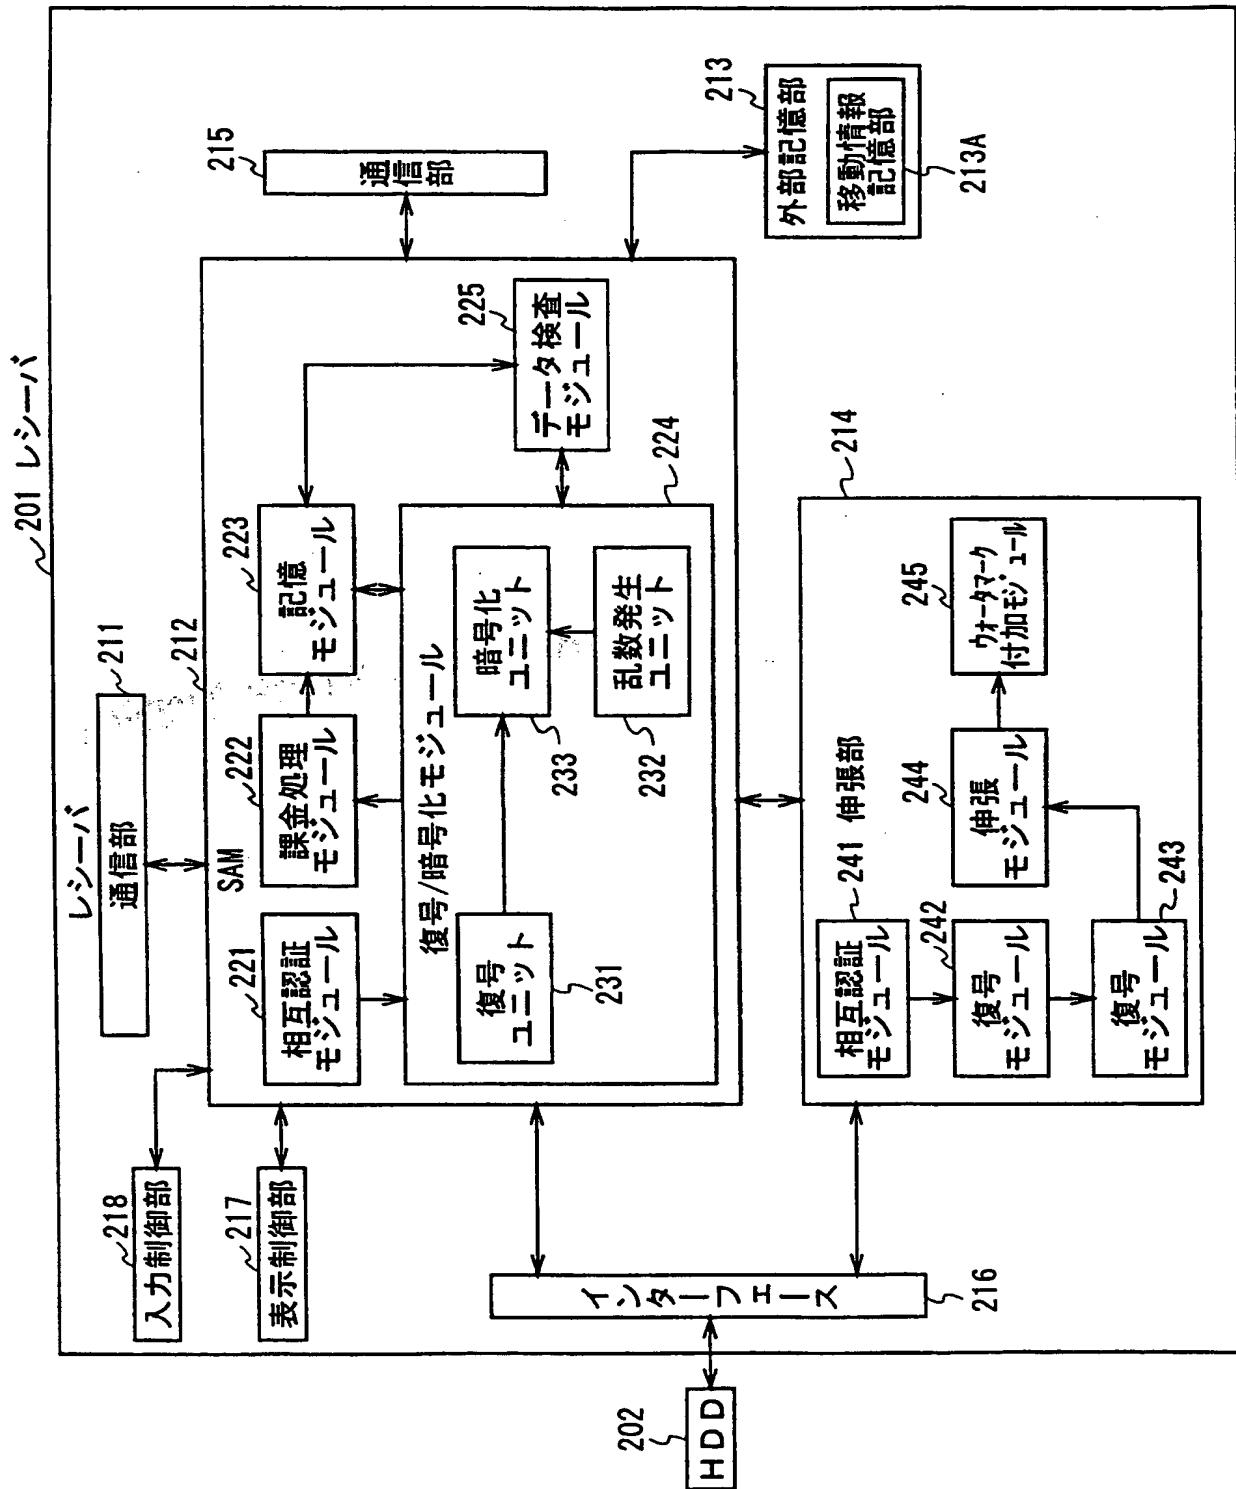 201 レシーバ
レシーバ
通信部
211
212
SAM
218
入力制御部
217
表示制御部
221
相互認証
モジュール
222
課金処理
モジュール
223
記憶
モジュール
225
データ検査
モジュール
215
通信部
213
外部記憶部
移動情報
記憶部
213A
復号/暗号化モジュール
224
復号
ユニット
231
暗号化
ユニット
233
乱数発生
ユニット
232
214
241 伸張部
相互認証
モジュール
242
復号
モジュール
復号
モジュール
243
244
伸張
モジュール
245
ウォータマーク
付加モジュール
インターフェース
216
202
HDD